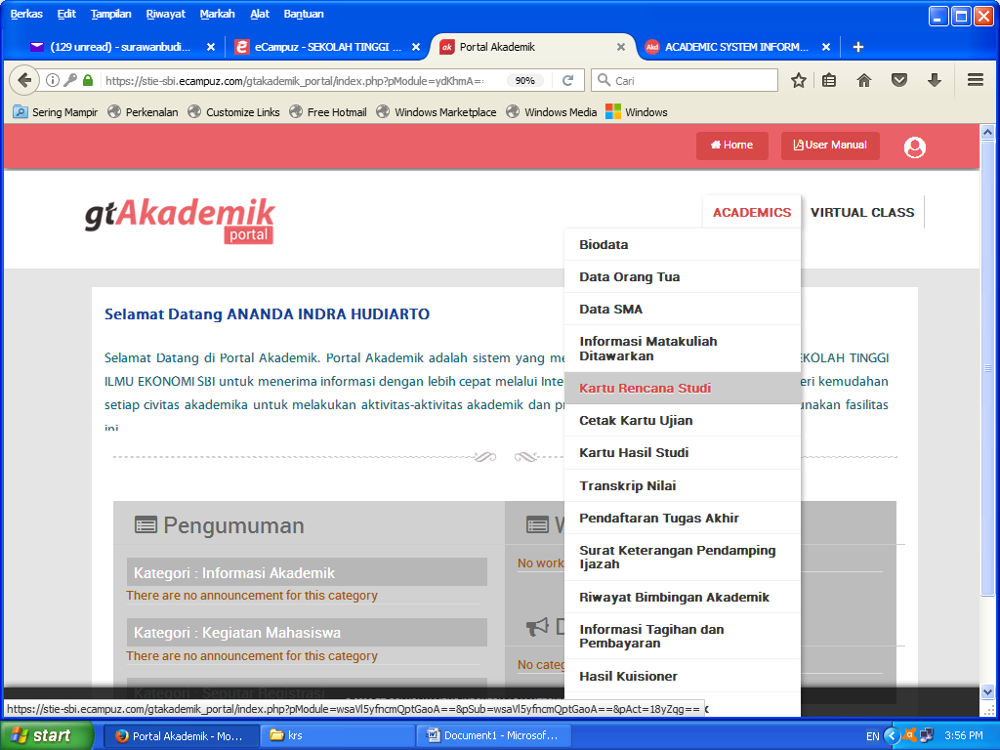 Berkas Edit Tampilan Riwayat Markah Alat Bantuan
(129 unread) - surawanbudi... × eCampuz - SEKOLAH TINGGI ... × Portal Akademik × ACADEMIC SYSTEM INFORM... × +
https://stie-sbi.ecampuz.com/gtakademik_portal/index.php?pModule=ydKhmA== 90% Cari
Sering Mampir Perkenalan Customize Links Free Hotmail Windows Marketplace Windows Media Windows
Home User Manual
gtAkademik
portal
ACADEMICS VIRTUAL CLASS
Biodata
Data Orang Tua
Data SMA
Informasi Matakuliah
Ditawarkan
Kartu Rencana Studi
Cetak Kartu Ujian
Kartu Hasil Studi
Transkrip Nilai
Pendaftaran Tugas Akhir
Surat Keterangan Pendamping
Ijazah
Riwayat Bimbingan Akademik
Informasi Tagihan dan
Pembayaran
Hasil Kuisioner
Selamat Datang ANANDA INDRA HUDIARTO
Selamat Datang di Portal Akademik. Portal Akademik adalah sistem yang me EKOLAH TINGGI
ILMU EKONOMI SBI untuk menerima informasi dengan lebih cepat melalui Inte eri kemudahan
setiap civitas akademika untuk melakukan aktivitas-aktivitas akademik dan pr unakan fasilitas
ini
Pengumuman
Kategori : Informasi Akademik
There are no announcement for this category
Kategori : Kegiatan Mahasiswa
There are no announcement for this category
Kategori : Seputar Registrasi
W
No work
D
No categ
https://stie-sbi.ecampuz.com/gtakademik_portal/index.php?pModule=wsaVl5yfncmQptGaoA==&pSub=wsaVl5yfncmQptGaoA==&pAct=18yZqg==
start Portal Akademik - Mo... krs Document1 - Microsof... EN 3:56 PM